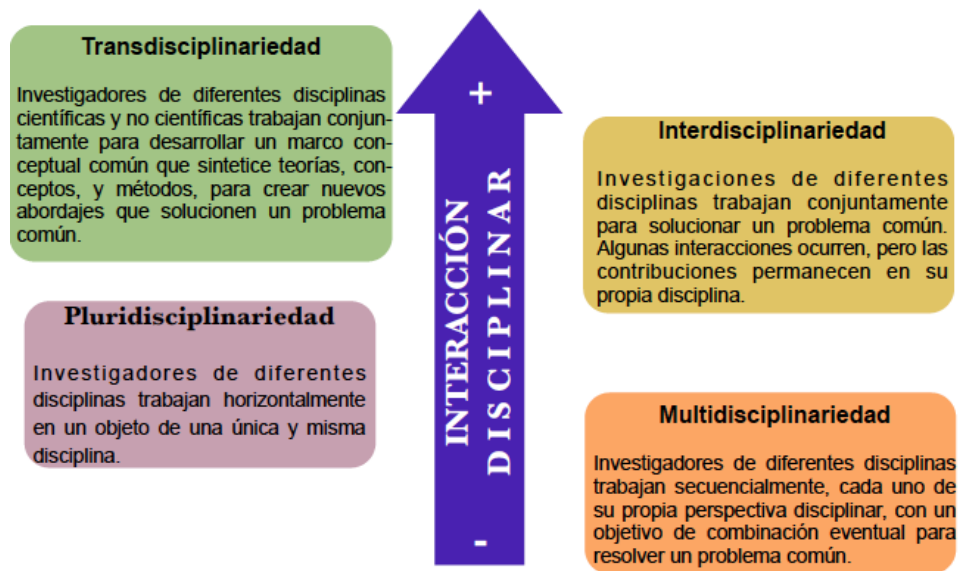 Transdisciplinariedad
Investigadores de diferentes disciplinas
científicas y no científicas trabajan conjun-
tamente para desarrollar un marco con-
ceptual común que sintetice teorías, con-
ceptos, y métodos, para crear nuevos
abordajes que solucionen un problema
común.
Pluridisciplinariedad
Investigadores de diferentes
disciplinas trabajan horizontalmente
en un objeto de una única y misma
disciplina.
+
INTERACCIÓN
DISCIPLINAR
-
Interdisciplinariedad
Investigaciones de diferentes
disciplinas trabajan conjuntamente
para solucionar un problema común.
Algunas interacciones ocurren, pero las
contribuciones permanecen en su
propia disciplina.
Multidisciplinariedad
Investigadores de diferentes disciplinas
trabajan secuencialmente, cada uno de
su propia perspectiva disciplinar, con un
objetivo de combinación eventual para
resolver un problema común.